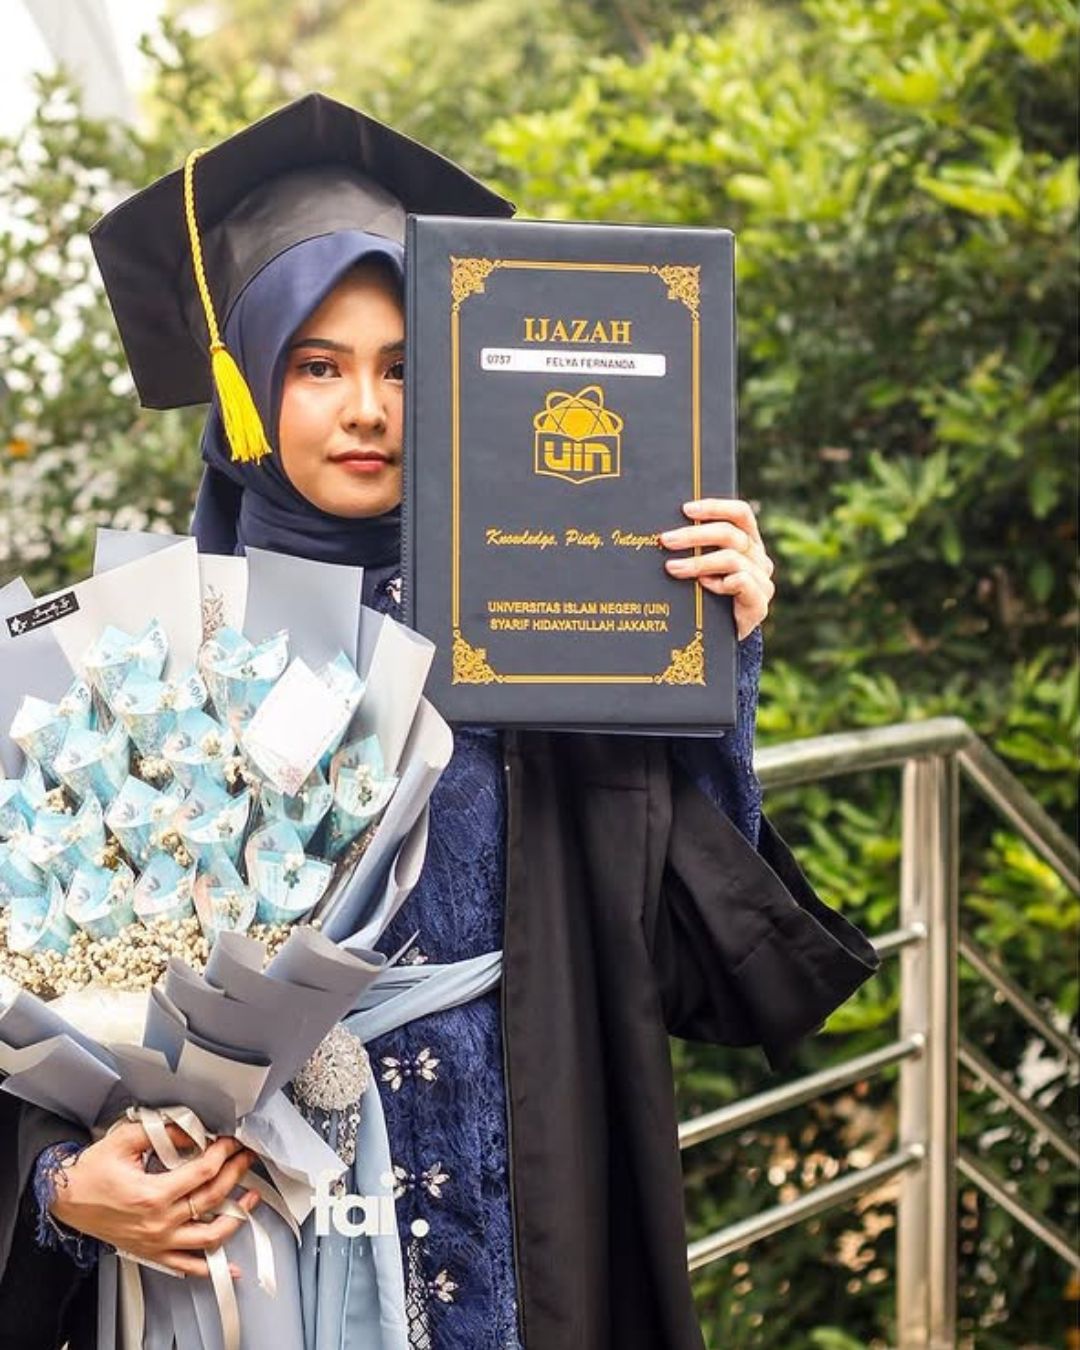 IJAZAH
0737 FELYA FERNANDA
uin
Knowledge, Piety, Integrit
UNIVERSITAS ISLAM NEGERI (UIN)
SYARIF HIDAYATULLAH JAKARTA
fai.